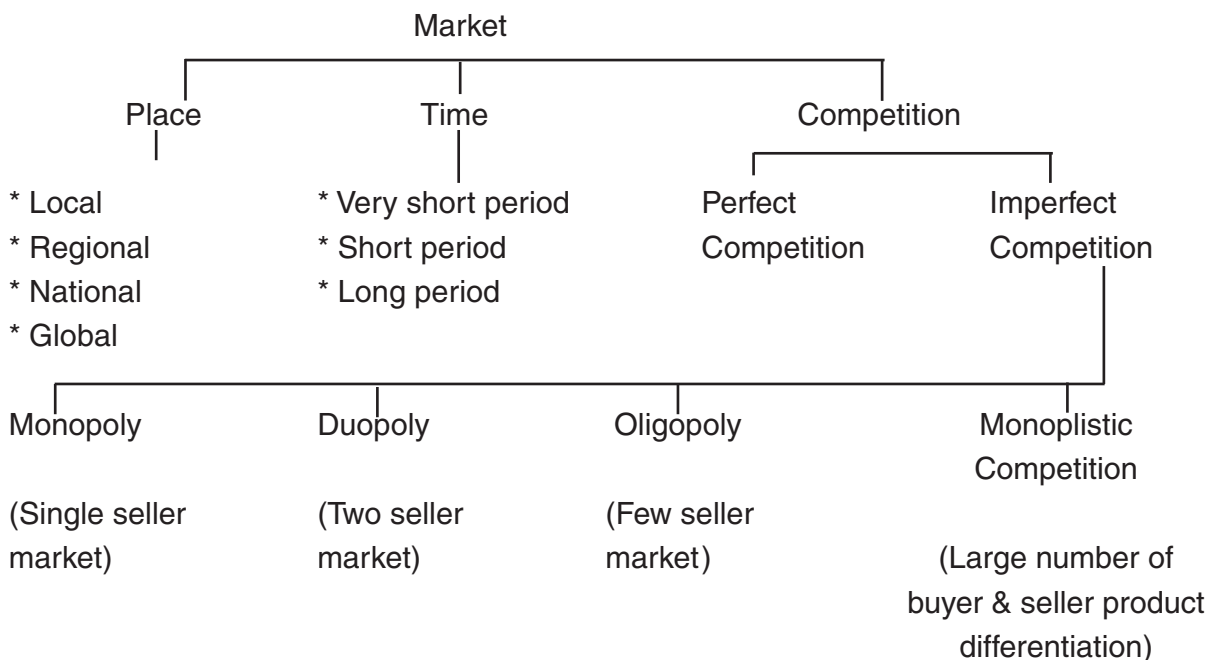 Market
Place
Time
Competition
* Local
* Regional
* National
* Global
* Very short period
* Short period
* Long period
Perfect
Competition
Imperfect
Competition
Monopoly
(Single seller
market)
Duopoly
(Two seller
market)
Oligopoly
(Few seller
market)
Monoplistic
Competition
(Large number of
buyer & seller product
differentiation)